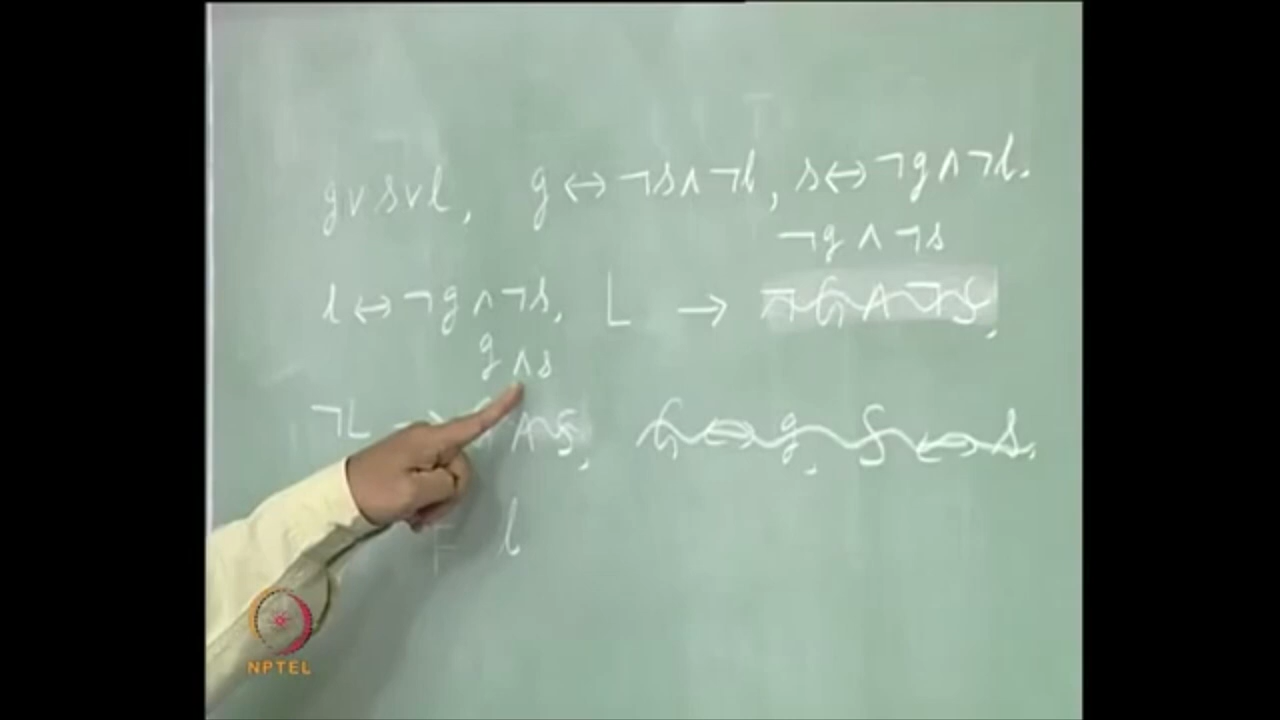 g∨s∨l, g↔¬s∧¬l, s↔¬g∧¬l.
¬g∧¬s
l↔¬g∧¬s, L → ¬G∧¬S,
g∧s
¬L → G∧S, G↔g, S↔s.
⊨ l
NPTEL